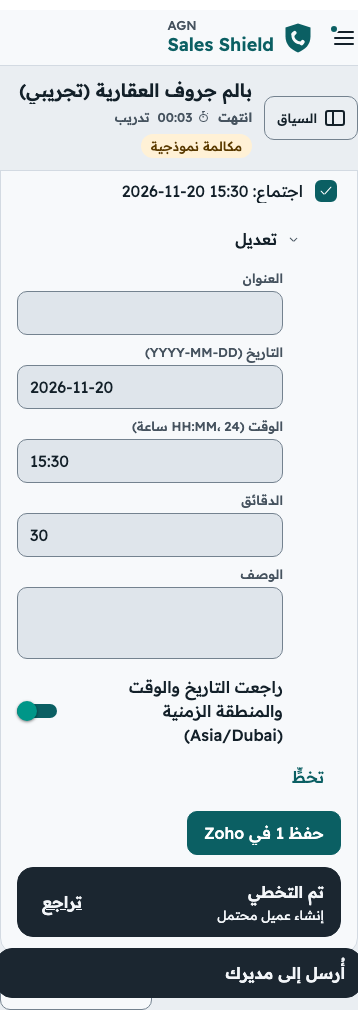 AGN
Sales Shield
السياق
بالم جروف العقارية (تجريبي)
انتهت 00:03 تدريب
مكالمة نموذجية
اجتماع: 15:30 20-11-2026
تعديل
العنوان
التاريخ (YYYY-MM-DD)
2026-11-20
الوقت (HH:MM، 24 ساعة)
15:30
الدقائق
30
الوصف
راجعت التاريخ والوقت
والمنطقة الزمنية
(Asia/Dubai)
تخطٍّ
حفظ 1 في Zoho
تم التخطي
إنشاء عميل محتمل
تراجع
أُرسل إلى مديرك